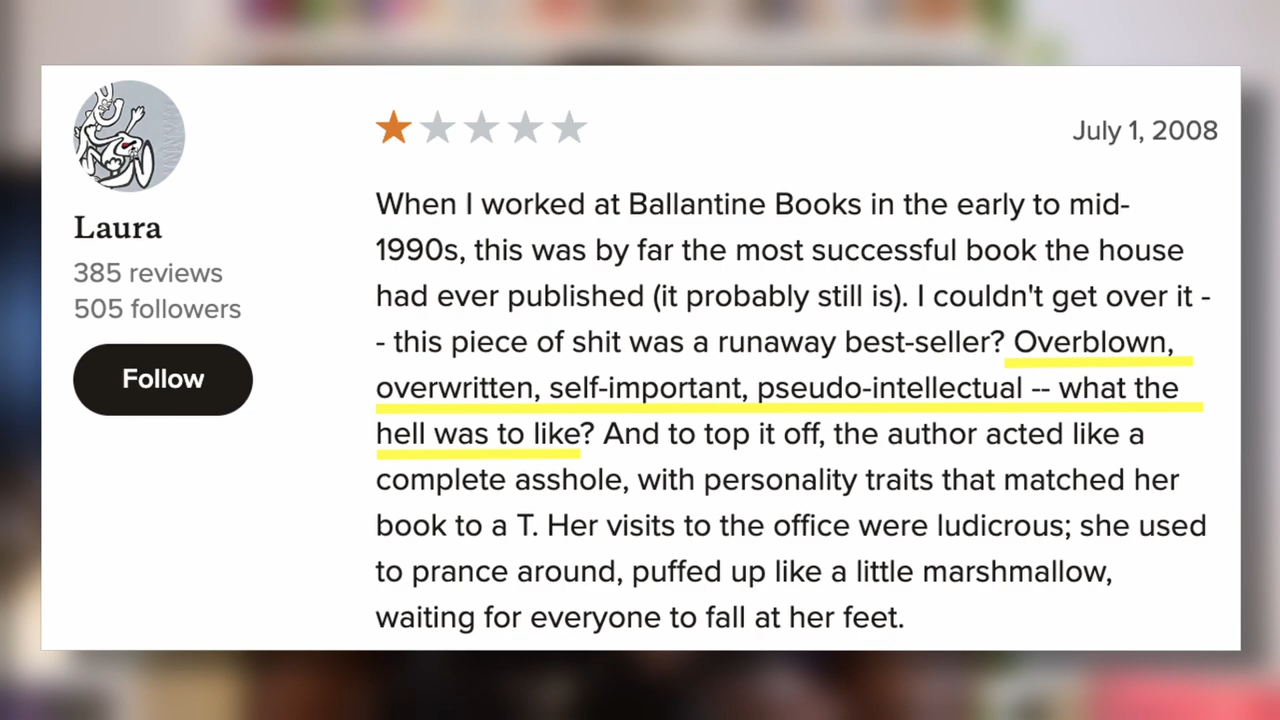 Laura
385 reviews
505 followers
Follow
July 1, 2008
When I worked at Ballantine Books in the early to mid-
1990s, this was by far the most successful book the house
had ever published (it probably still is). I couldn't get over it -
- this piece of shit was a runaway best-seller? Overblown,
overwritten, self-important, pseudo-intellectual -- what the
hell was to like? And to top it off, the author acted like a
complete asshole, with personality traits that matched her
book to a T. Her visits to the office were ludicrous; she used
to prance around, puffed up like a little marshmallow,
waiting for everyone to fall at her feet.